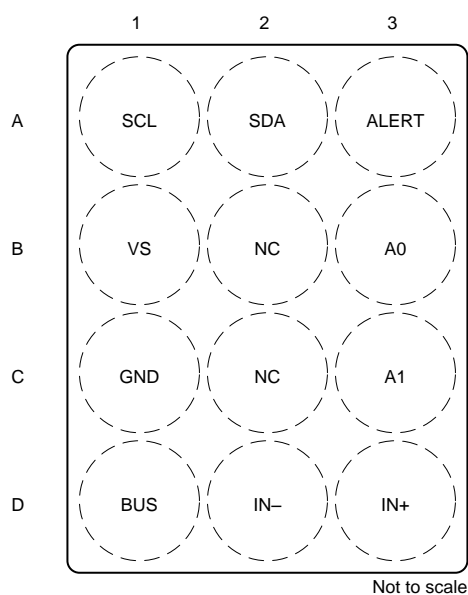 1 2 3
A SCL SDA ALERT
B VS NC A0
C GND NC A1
D BUS IN– IN+
Not to scale